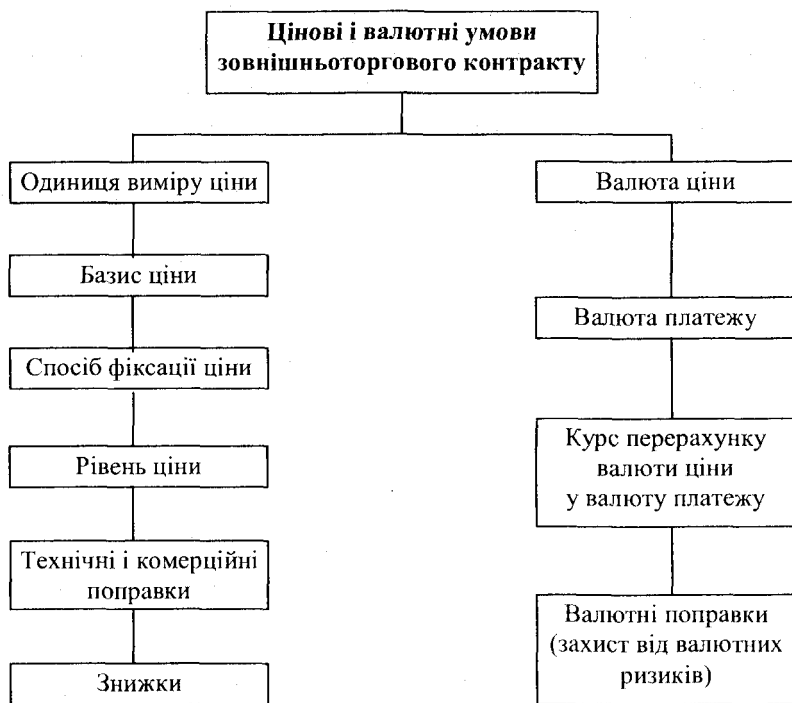 Цінові і валютні умови
зовнішньоторгового контракту
Одиниця виміру ціни
Базис ціни
Спосіб фіксації ціни
Рівень ціни
Технічні і комерційні
поправки
Знижки
Валюта ціни
Валюта платежу
Курс перерахунку
валюти ціни
у валюту платежу
Валютні поправки
(захист від валютних
ризиків)